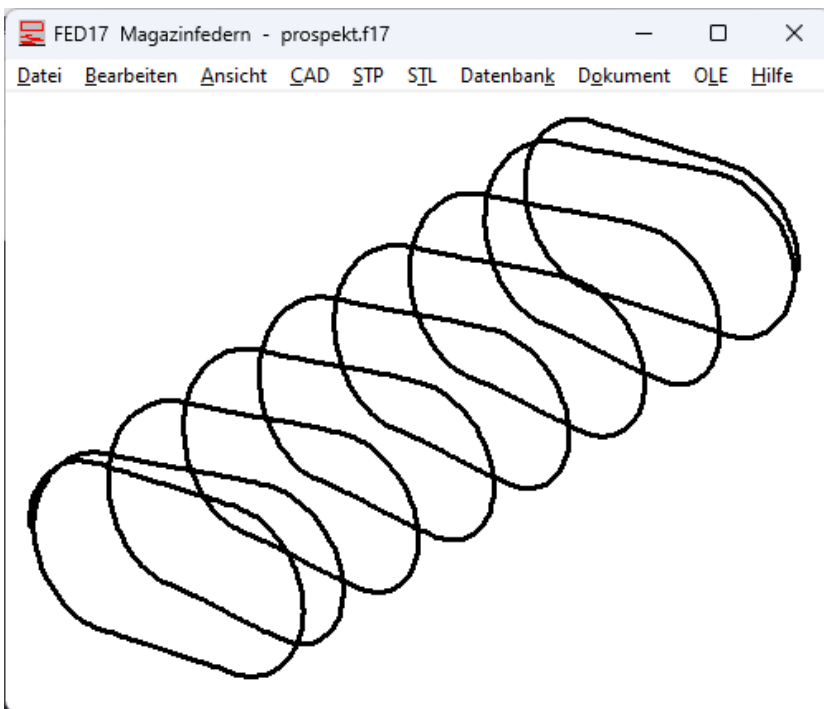 FED17 Magazinfedern - prospekt.f17
Datei Bearbeiten Ansicht CAD STP STL Datenbank Dokument OLE Hilfe